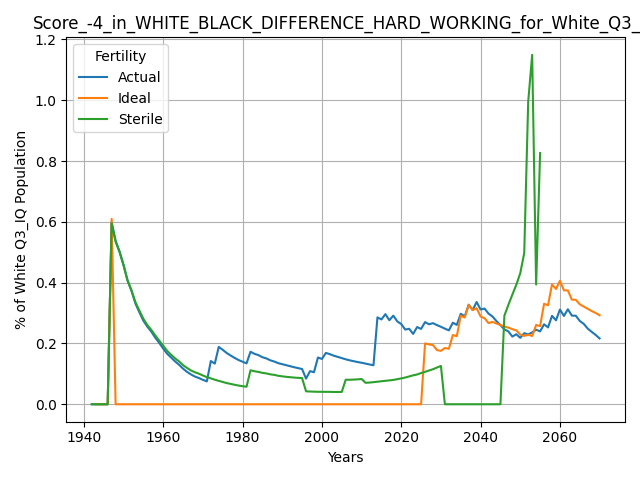 Score_-4_in_WHITE_BLACK_DIFFERENCE_HARD_WORKING_for_White_Q3_
Fertility
Actual
Ideal
Sterile
% of White Q3_IQ Population
1.2
1.0
0.8
0.6
0.4
0.2
0.0
1940 1960 1980 2000 2020 2040 2060
Years